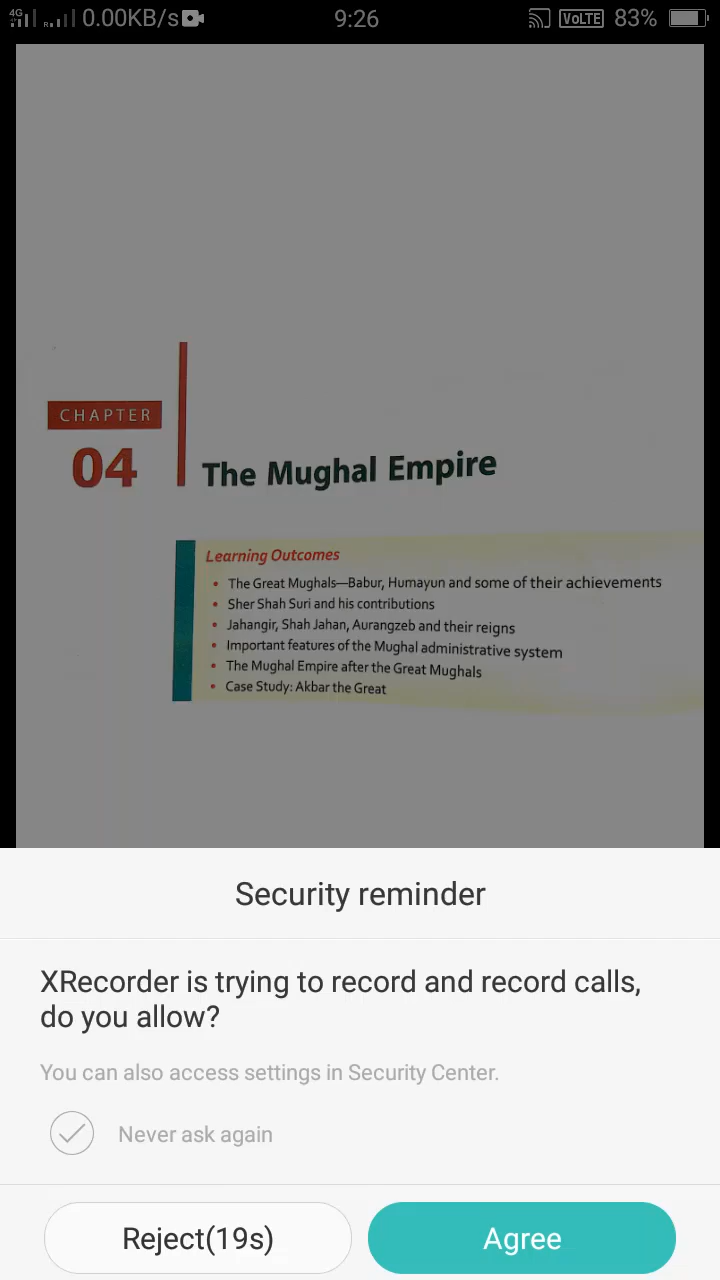 4G R 0.00KB/s 9:26 VoLTE 83%
CHAPTER
04
The Mughal Empire
Learning Outcomes
• The Great Mughals—Babur, Humayun and some of their achievements
• Sher Shah Suri and his contributions
• Jahangir, Shah Jahan, Aurangzeb and their reigns
• Important features of the Mughal administrative system
• The Mughal Empire after the Great Mughals
• Case Study: Akbar the Great
Security reminder
XRecorder is trying to record and record calls,
do you allow?
You can also access settings in Security Center.
Never ask again
Reject(19s) Agree